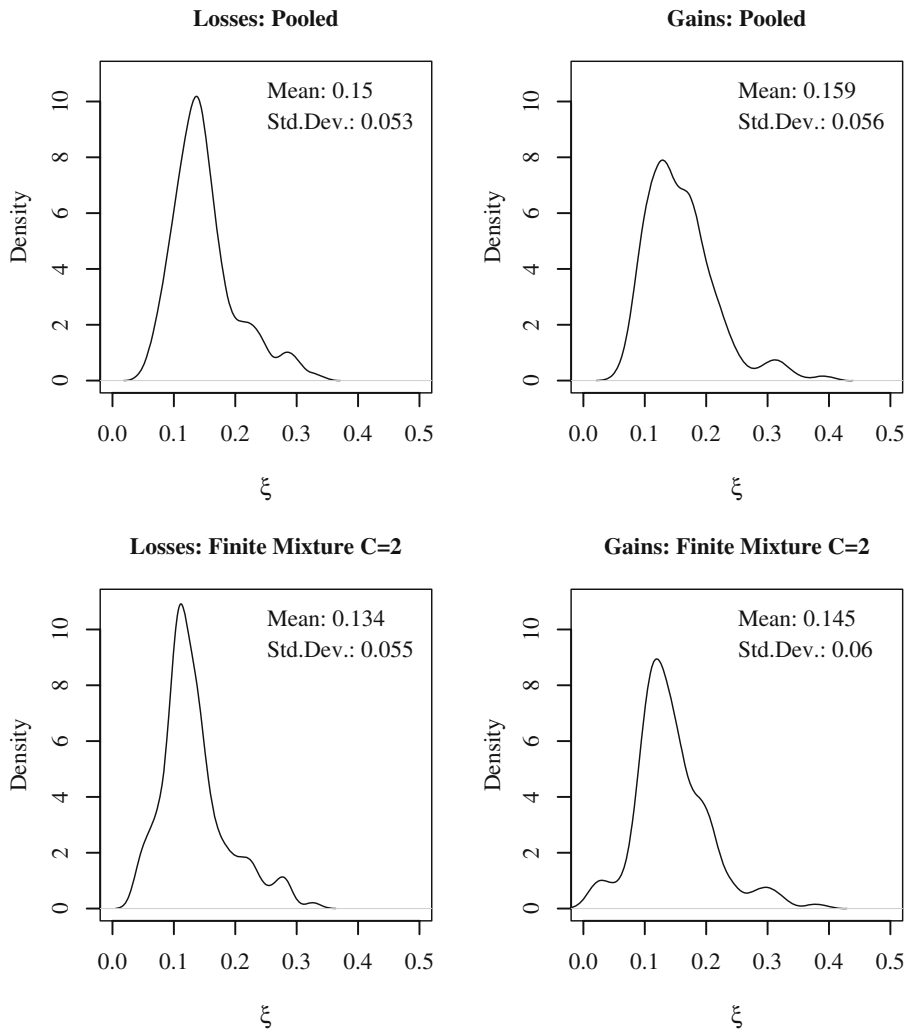 Losses: Pooled
Mean: 0.15
Std.Dev.: 0.053
Density
0 2 4 6 8 10
0.0 0.1 0.2 0.3 0.4 0.5
ξ
Gains: Pooled
Mean: 0.159
Std.Dev.: 0.056
Density
0 2 4 6 8 10
0.0 0.1 0.2 0.3 0.4 0.5
ξ
Losses: Finite Mixture C=2
Mean: 0.134
Std.Dev.: 0.055
Density
0 2 4 6 8 10
0.0 0.1 0.2 0.3 0.4 0.5
ξ
Gains: Finite Mixture C=2
Mean: 0.145
Std.Dev.: 0.06
Density
0 2 4 6 8 10
0.0 0.1 0.2 0.3 0.4 0.5
ξ